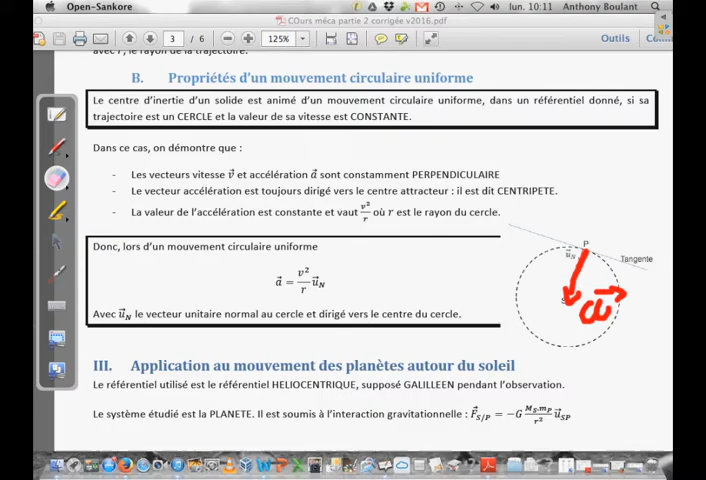 Open-Sankore
lun. 10:11 Anthony Boulant
COurs méca partie 2 corrigée v2016.pdf
3 / 6 125% Outils
avec r, le rayon de la trajectoire.
B. Propriétés d'un mouvement circulaire uniforme
Le centre d'inertie d'un solide est animé d'un mouvement circulaire uniforme, dans un référentiel donné, si sa
trajectoire est un CERCLE et la valeur de sa vitesse est CONSTANTE.
Dans ce cas, on démontre que :
- Les vecteurs vitesse v⃗ et accélération a⃗ sont constamment PERPENDICULAIRE
- Le vecteur accélération est toujours dirigé vers le centre attracteur : il est dit CENTRIPETE.
- La valeur de l'accélération est constante et vaut v²/r où r est le rayon du cercle.
Donc, lors d'un mouvement circulaire uniforme
a⃗ = v²/r u⃗_N
Avec u⃗_N le vecteur unitaire normal au cercle et dirigé vers le centre du cercle.
P
u⃗_N
Tangente
a⃗
III. Application au mouvement des planètes autour du soleil
Le référentiel utilisé est le référentiel HELIOCENTRIQUE, supposé GALILLEEN pendant l'observation.
Le système étudié est la PLANETE. Il est soumis à l'interaction gravitationnelle : F⃗_S/P = −G M_S.m_P/r² u⃗_SP